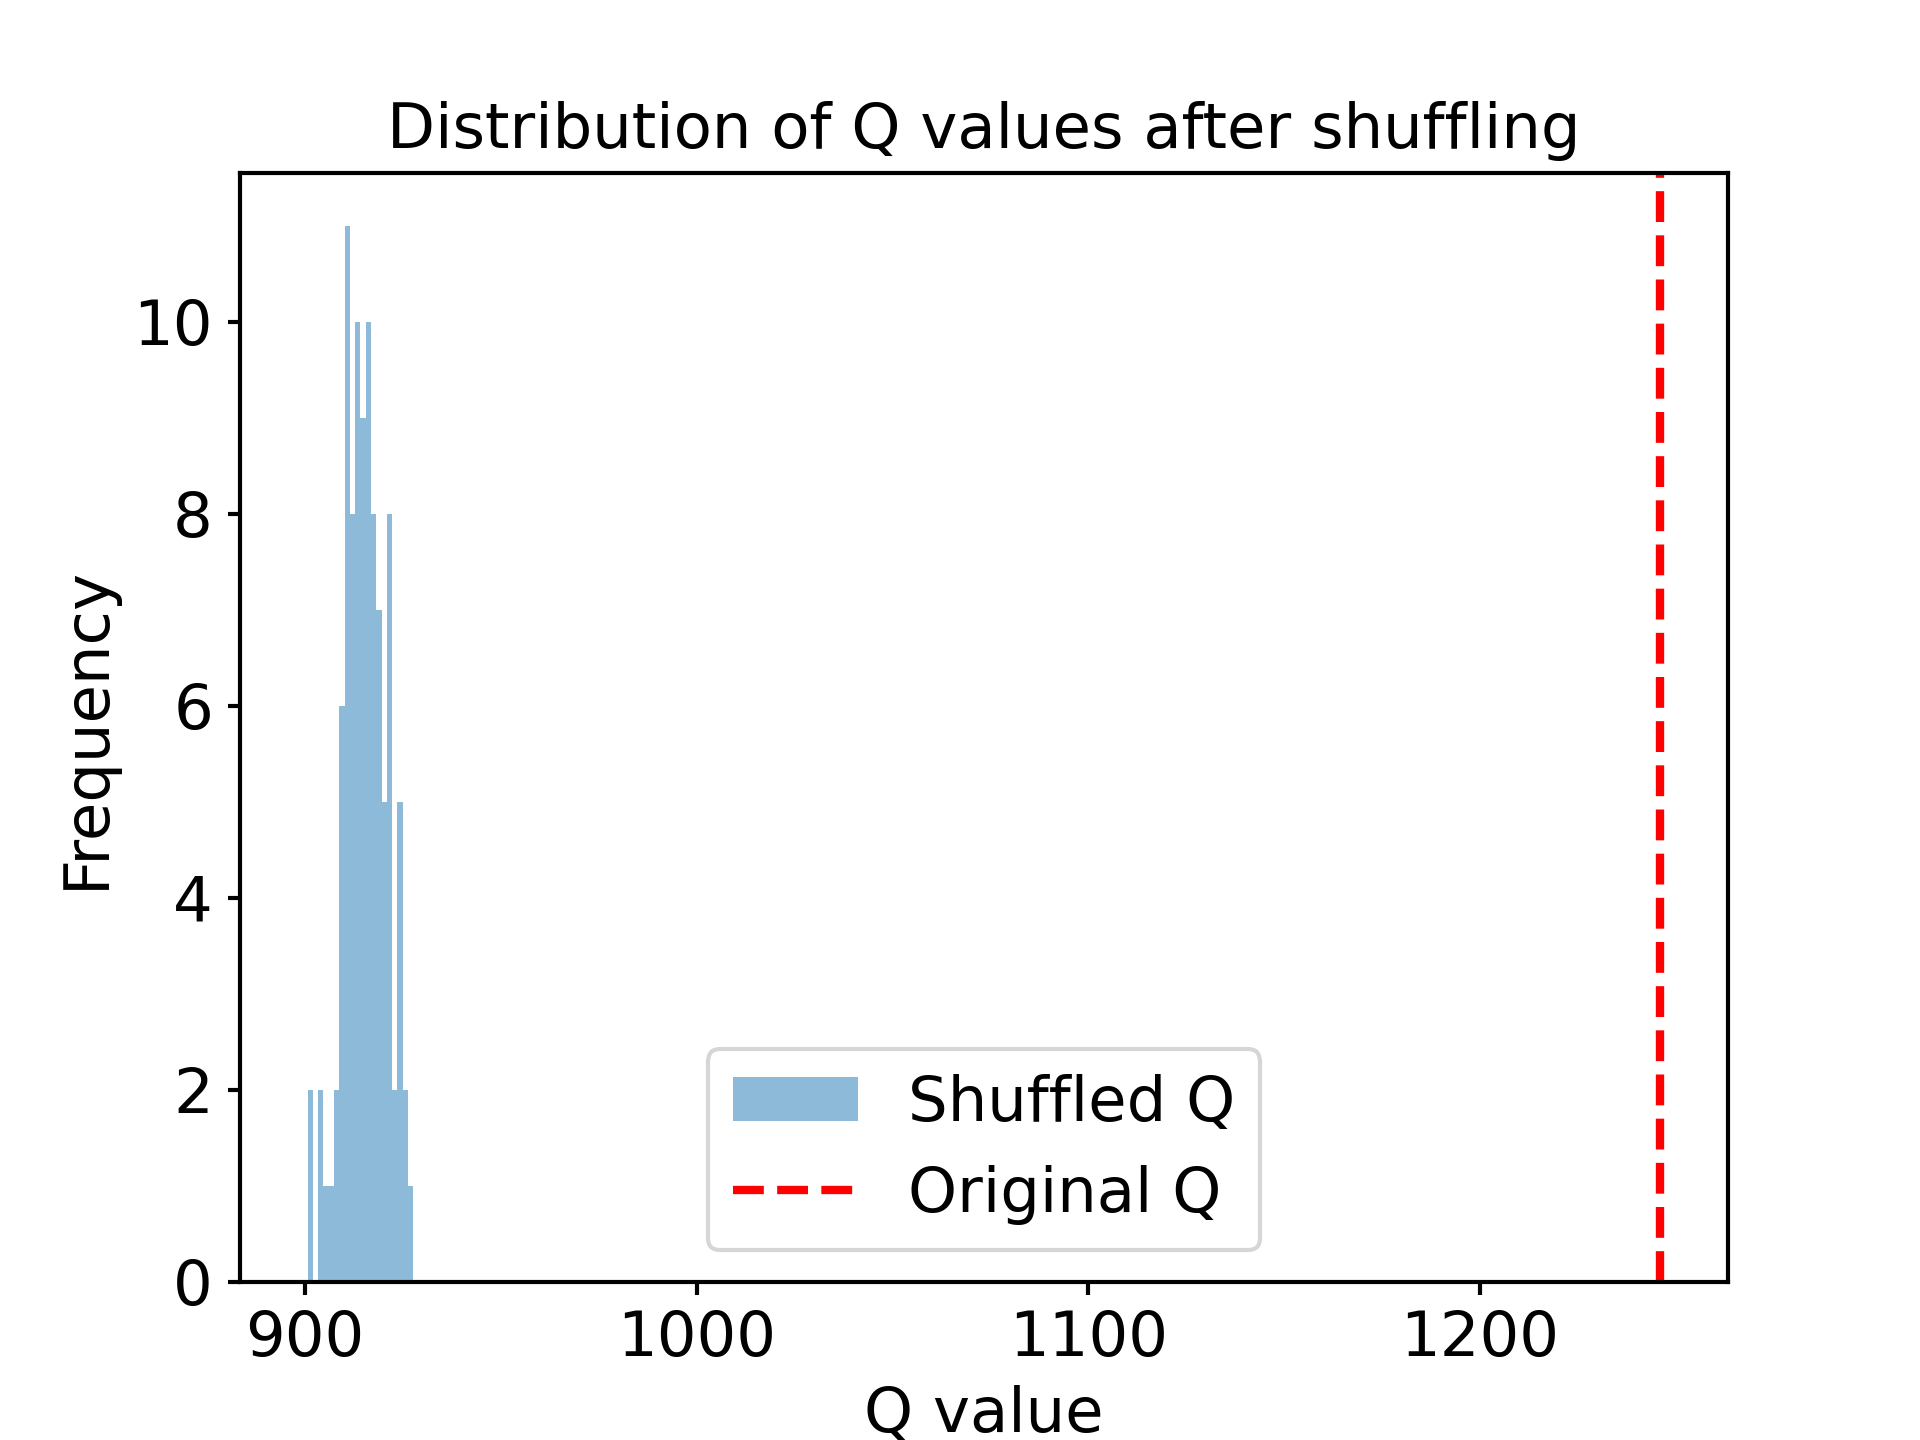 Distribution of Q values after shuffling
Frequency
10
8
6
4
2
0
Shuffled Q
Original Q
900 1000 1100 1200
Q value